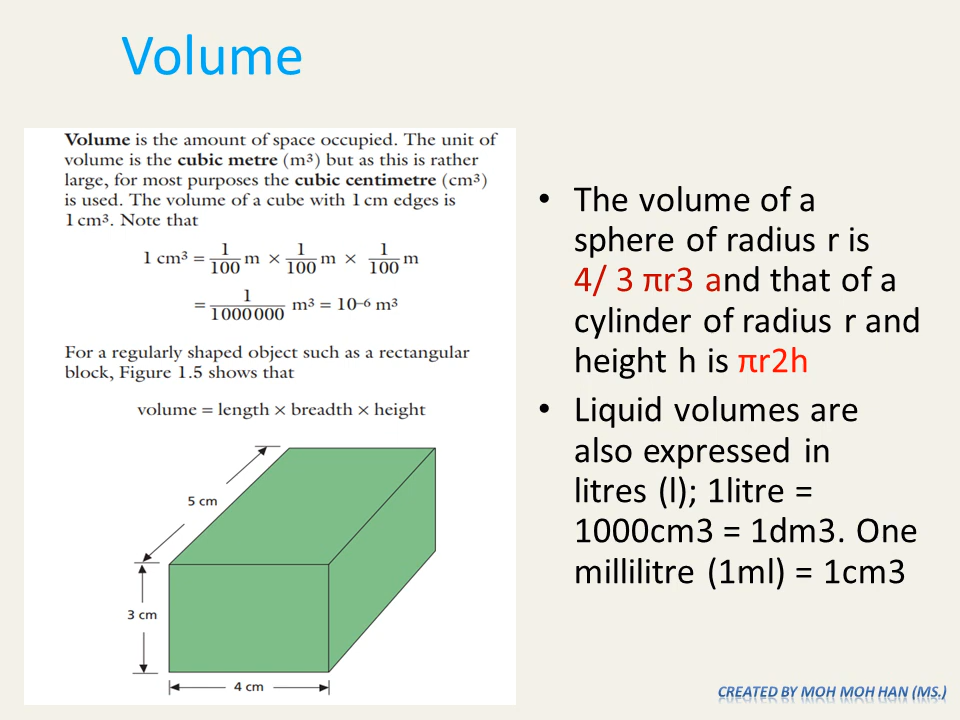 Volume
Volume is the amount of space occupied. The unit of
volume is the cubic metre (m³) but as this is rather
large, for most purposes the cubic centimetre (cm³)
is used. The volume of a cube with 1 cm edges is
1 cm³. Note that
1 cm³ = 1/100 m × 1/100 m × 1/100 m
= 1/1000000 m³ = 10⁻⁶ m³
For a regularly shaped object such as a rectangular
block, Figure 1.5 shows that
volume = length × breadth × height
5 cm
3 cm
4 cm
• The volume of a
sphere of radius r is
4/ 3 πr3 and that of a
cylinder of radius r and
height h is πr2h
• Liquid volumes are
also expressed in
litres (l); 1litre =
1000cm3 = 1dm3. One
millilitre (1ml) = 1cm3
CREATED BY MOH MOH HAN (MS.)